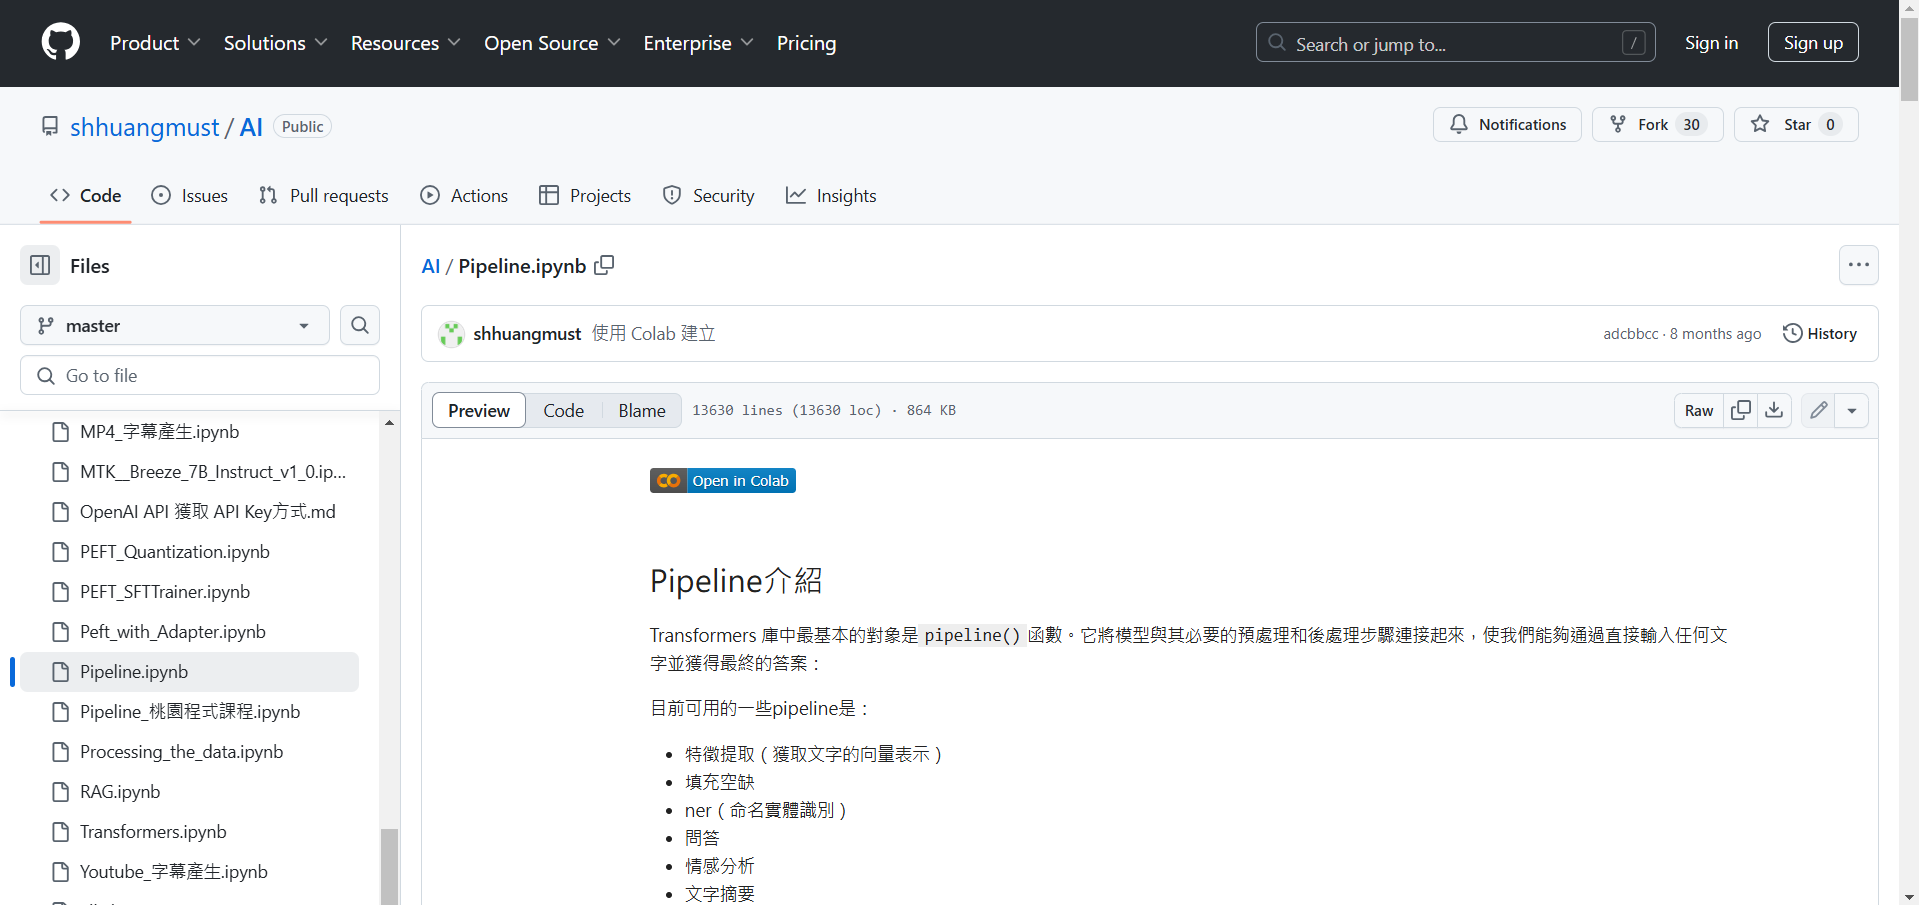 Product Solutions Resources Open Source Enterprise Pricing Search or jump to... / Sign in Sign up
shhuangmust / AI Public Notifications Fork 30 Star 0
Code Issues Pull requests Actions Projects Security Insights
Files
master
Go to file
MP4_字幕產生.ipynb
MTK__Breeze_7B_Instruct_v1_0.ip...
OpenAI API 獲取 API Key方式.md
PEFT_Quantization.ipynb
PEFT_SFTTrainer.ipynb
Peft_with_Adapter.ipynb
Pipeline.ipynb
Pipeline_桃園程式課程.ipynb
Processing_the_data.ipynb
RAG.ipynb
Transformers.ipynb
Youtube_字幕產生.ipynb
AI / Pipeline.ipynb
shhuangmust 使用 Colab 建立 adcbbcc · 8 months ago History
Preview Code Blame 13630 lines (13630 loc) · 864 KB Raw
Open in Colab
Pipeline介紹
Transformers 庫中最基本的對象是 pipeline() 函數。它將模型與其必要的預處理和後處理步驟連接起來，使我們能夠通過直接輸入任何文
字並獲得最終的答案：
目前可用的一些pipeline是：
• 特徵提取（獲取文字的向量表示）
• 填充空缺
• ner（命名實體識別）
• 問答
• 情感分析
• 文字摘要